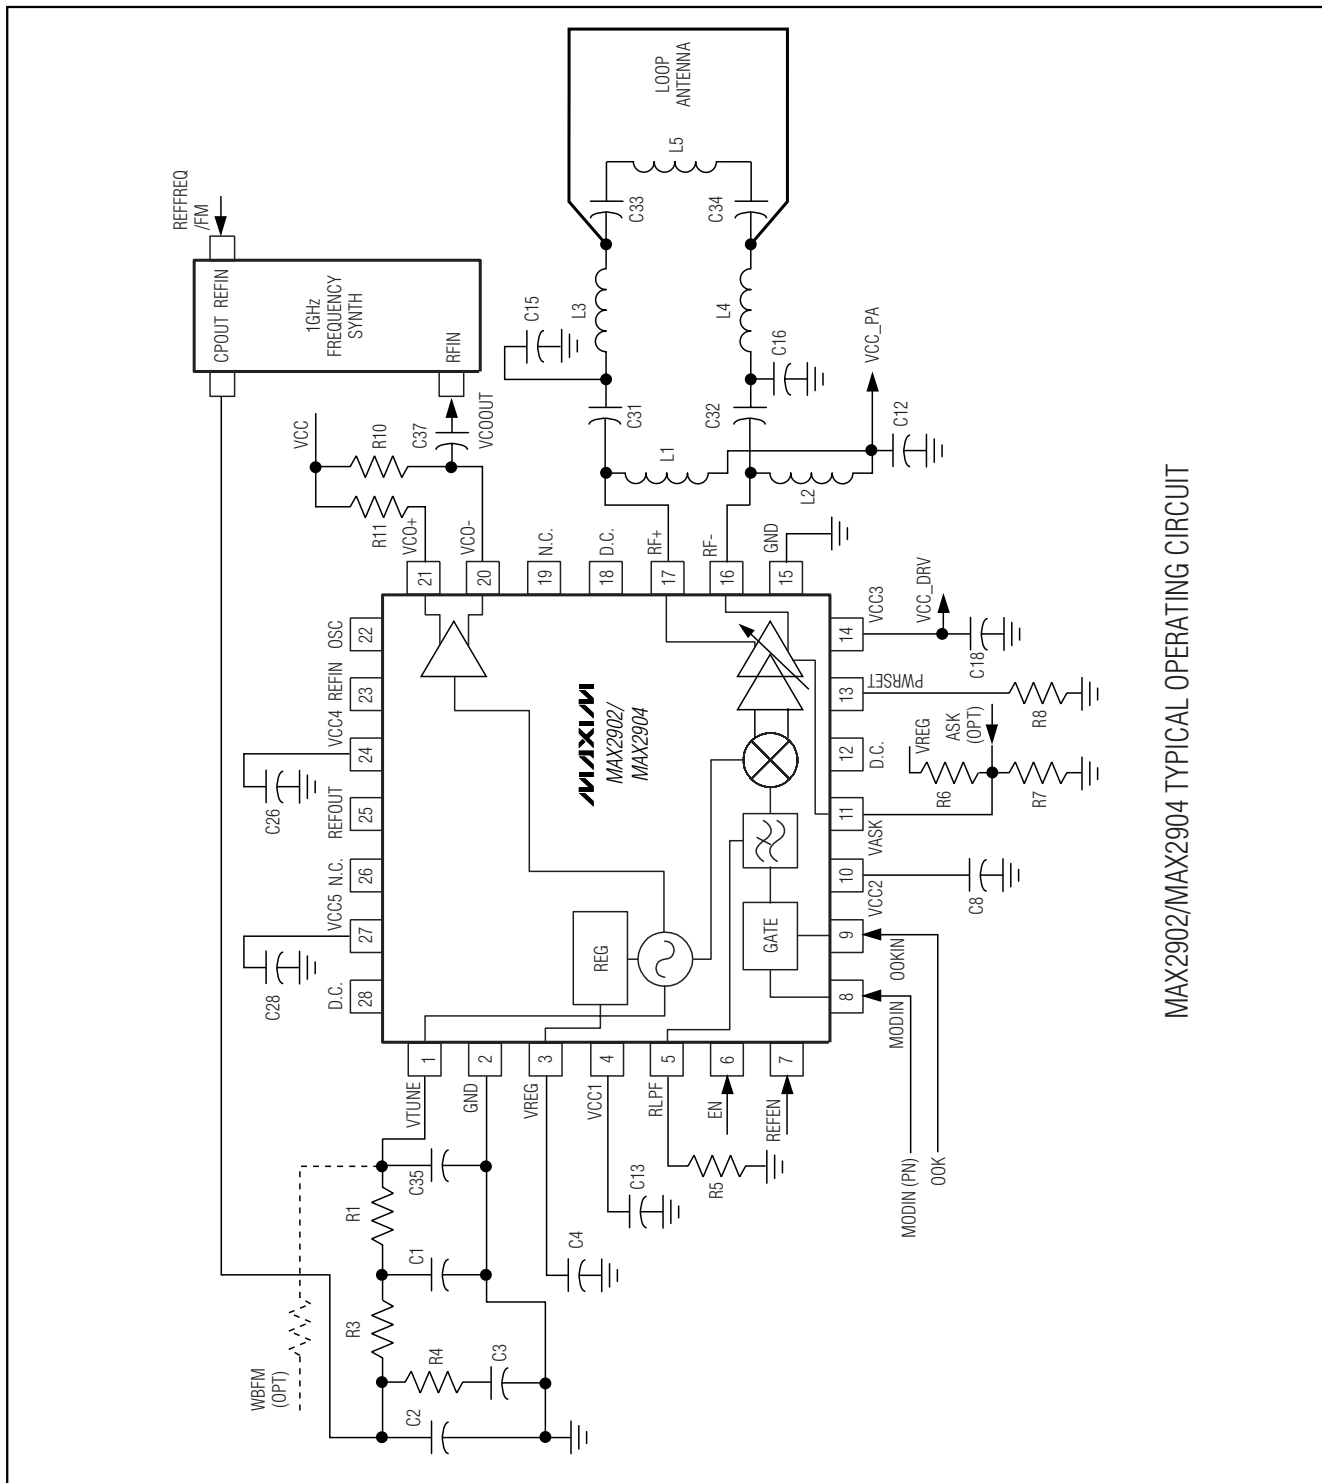 LOOP
ANTENNA
L5
C33
C34
REFFREQ
/FM
CPOUT REFIN
1GHz
FREQUENCY
SYNTH
RFIN
L3
L4
C15
C16
VCC_PA
C31
C32
C12
L1
L2
VCC
R10
R11
C37
VCOOUT
VCO+
VCO-
N.C.
D.C.
RF+
RF-
GND
21
20
19
18
17
16
15
22
OSC
23
REFIN
24
VCC4
25
REFOUT
26
N.C.
27
VCC5
28
D.C.
C26
C28
MAXIM
MAX2902/
MAX2904
REG
GATE
14
VCC3
VCC_DRV
C18
13
PWRSET
R8
12
D.C.
11
VASK
VREG
ASK
(OPT)
R6
R7
10
VCC2
C8
9
OOKIN
8
MODIN
MODIN (PN)
OOK
1
2
3
4
5
6
7
VTUNE
GND
VREG
VCC1
RLPF
EN
REFEN
C35
R1
C1
R3
R4
C3
C2
C4
C13
R5
WBFM
(OPT)
MAX2902/MAX2904 TYPICAL OPERATING CIRCUIT